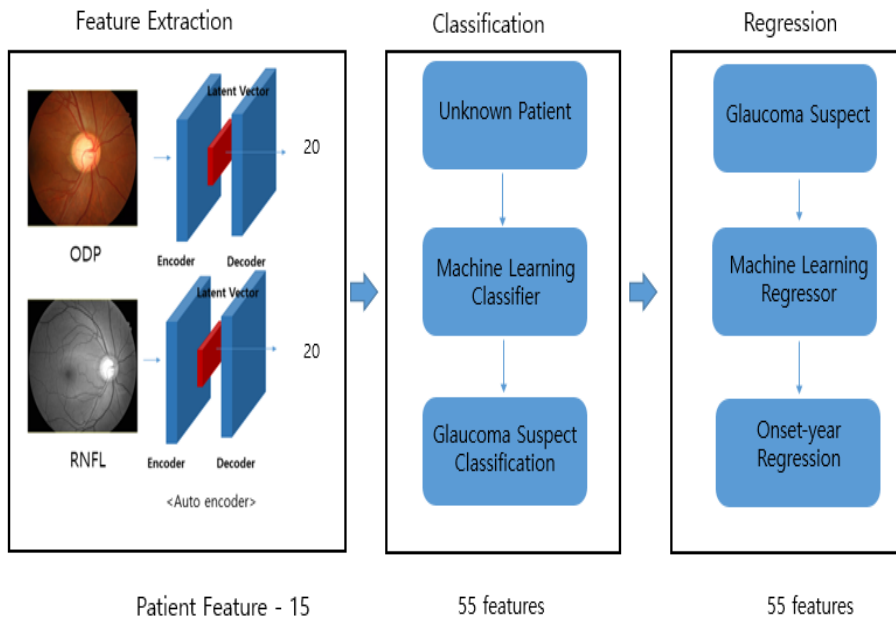 Feature Extraction
Classification
Regression
Latent Vector
20
ODP
Encoder
Decoder
Latent Vector
20
RNFL
Encoder
Decoder
<Auto encoder>
Unknown Patient
Machine Learning
Classifier
Glaucoma Suspect
Classification
Glaucoma Suspect
Machine Learning
Regressor
Onset-year
Regression
Patient Feature - 15
55 features
55 features